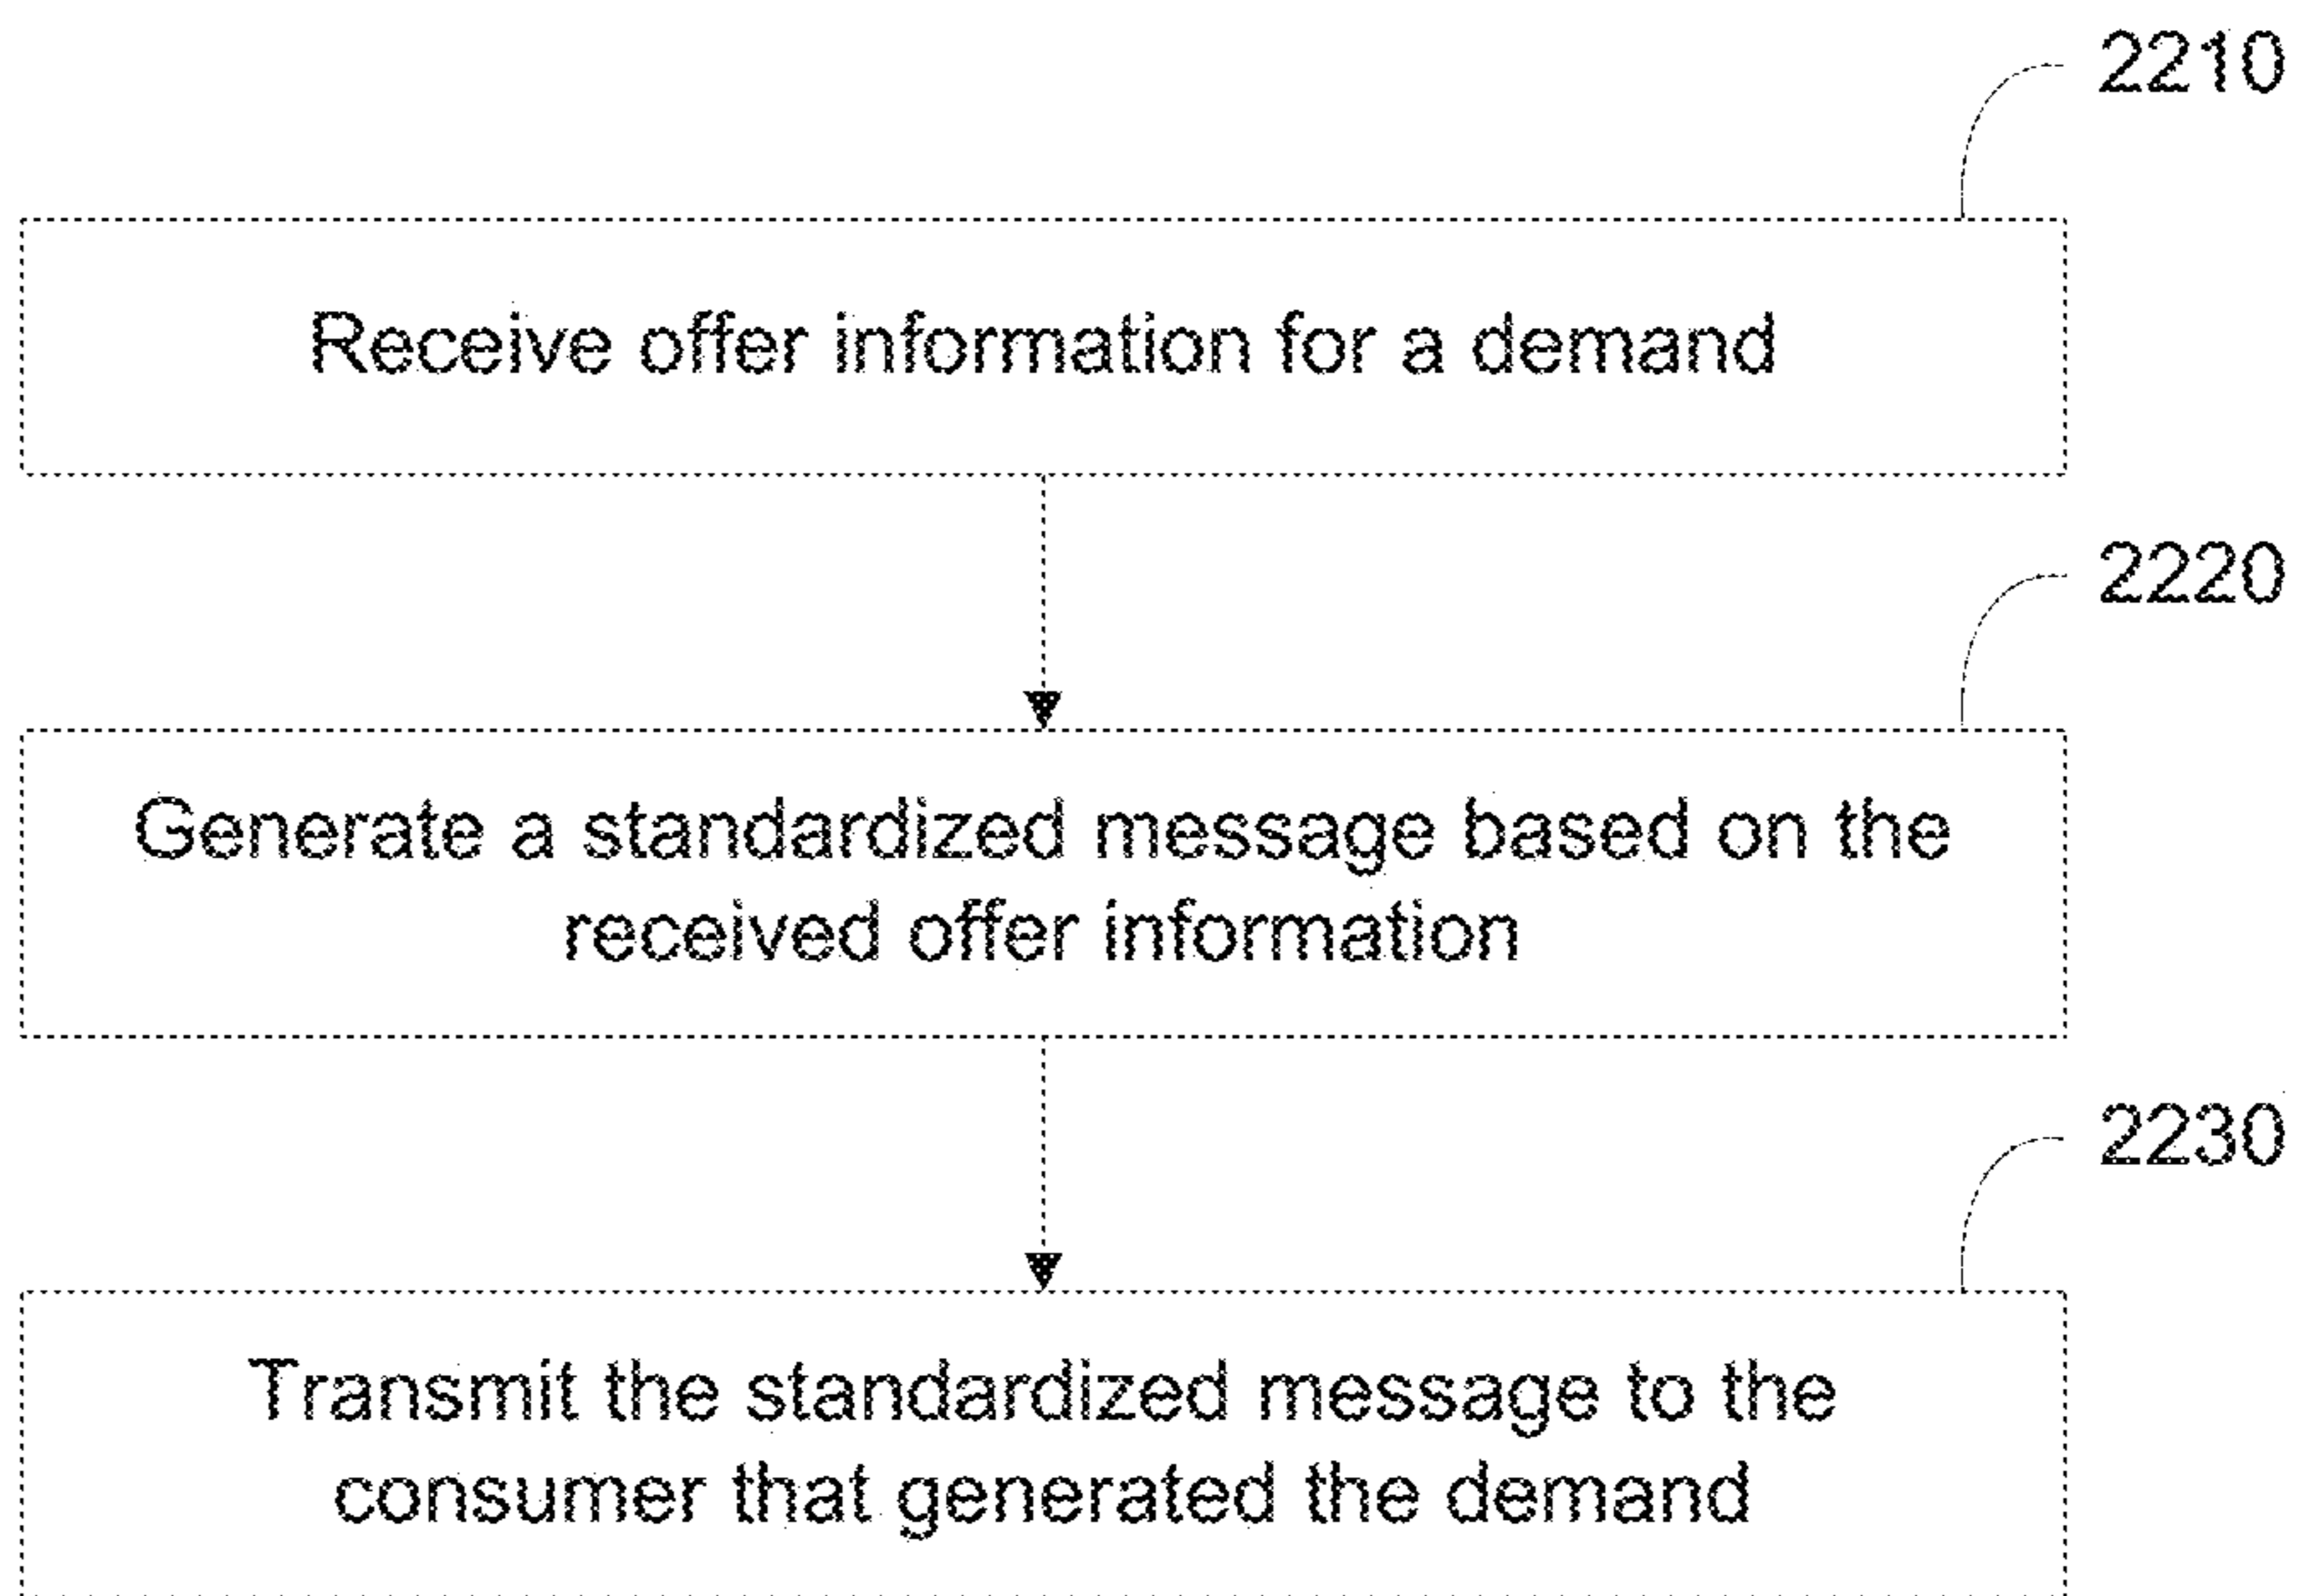 2210
Receive offer information for a demand
2220
Generate a standardized message based on the
received offer information
2230
Transmit the standardized message to the
consumer that generated the demand